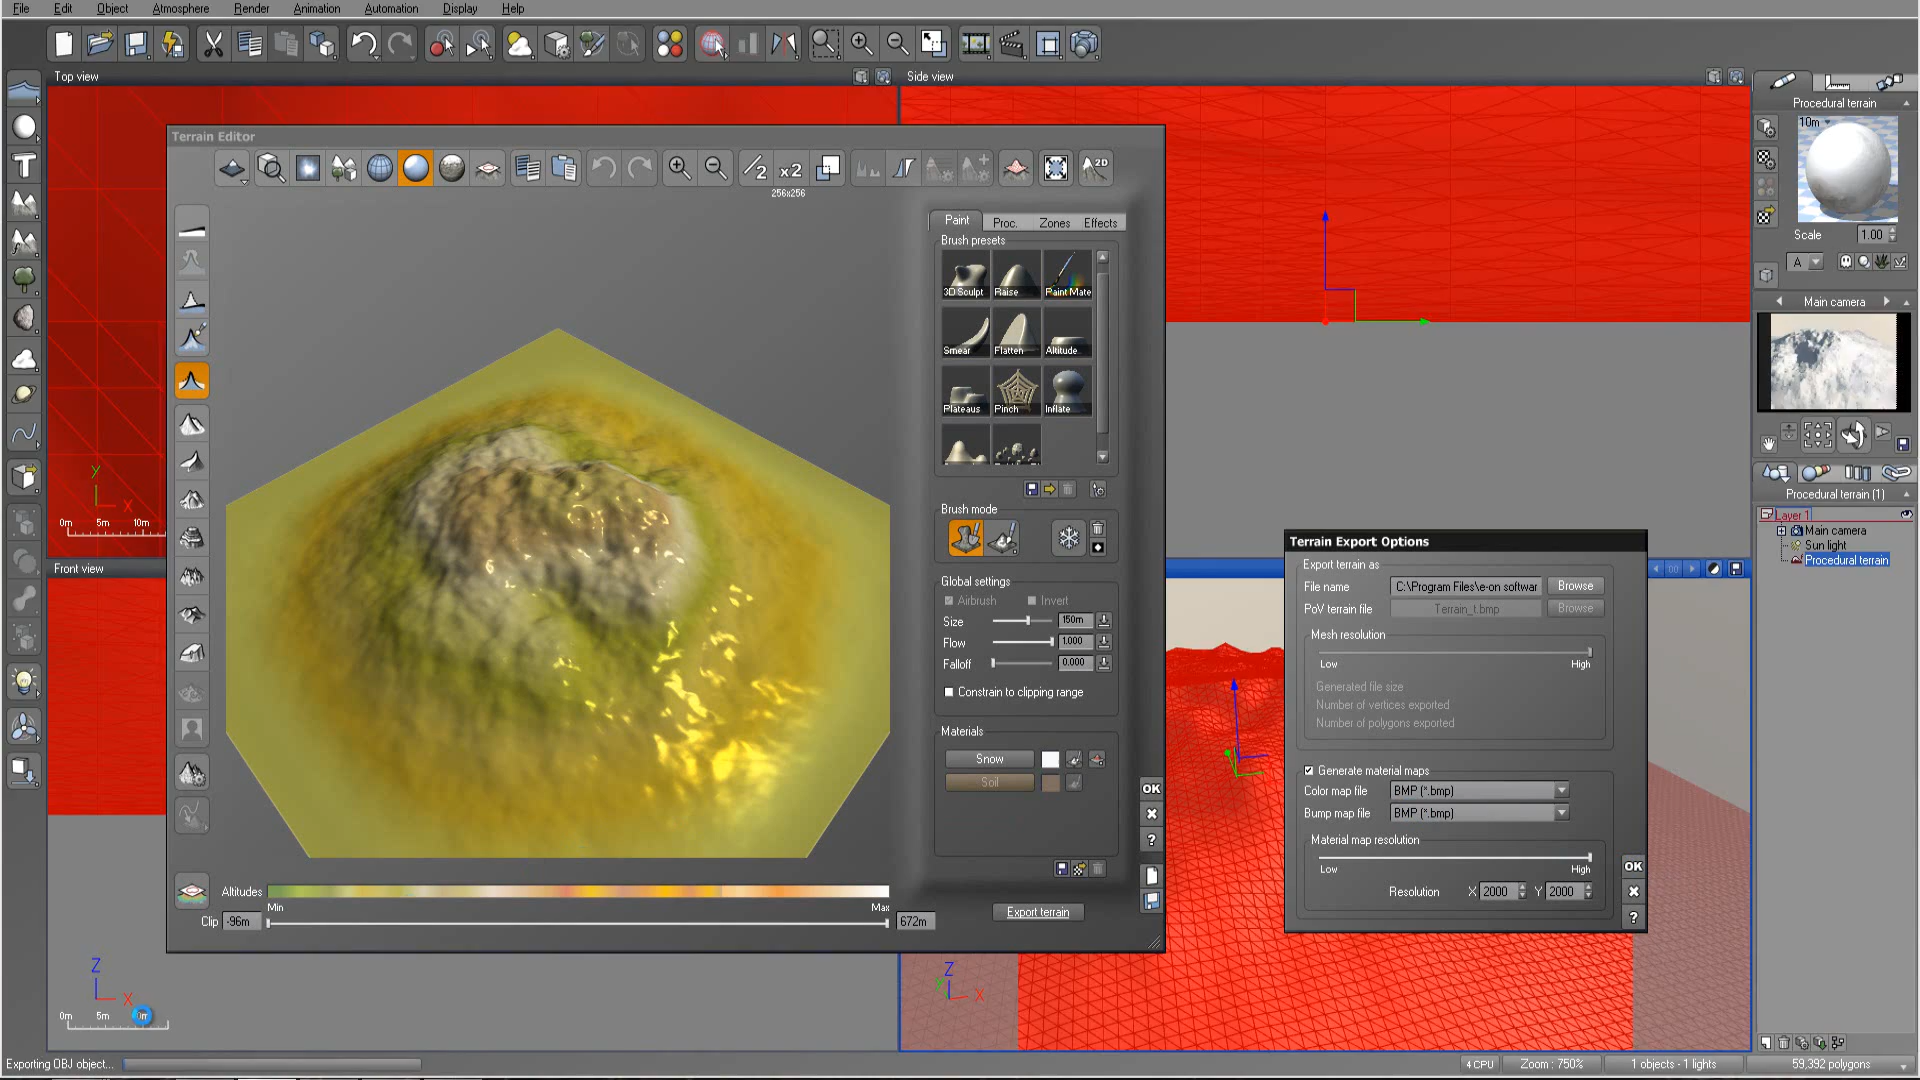 File Edit Object Atmosphere Render Animation Automation Display Help
Top view
Side view
Terrain Editor
256x256
2D
/2 x2
Paint Proc. Zones Effects
Brush presets
3D Sculpt Raise Paint Mate
Smear Flatten Altitude
Plateaus Pinch Inflate
Brush mode
Global settings
Airbrush Invert
Size 150m
Flow 1.000
Falloff 0.000
Constrain to clipping range
Materials
Snow
Soil
OK
?
Export terrain
Altitudes
Min Max
Clip -96m 672m
Y
X
0m 5m 10m
Front view
Z
X
0m 5m
Z
X
Terrain Export Options
Export terrain as
File name C:\Program Files\e-on softwar Browse
PoV terrain file Terrain_t.bmp Browse
Mesh resolution
Low High
Generated file size
Number of vertices exported
Number of polygons exported
Generate material maps
Color map file BMP (*.bmp)
Bump map file BMP (*.bmp)
Material map resolution
Low High
Resolution X 2000 Y 2000
OK
?
Procedural terrain
10m
Scale 1.00
A
Main camera
Procedural terrain (1)
Layer 1
Main camera
Sun light
Procedural terrain
Exporting OBJ object...
4 CPU Zoom : 750% 1 objects - 1 lights 59,392 polygons